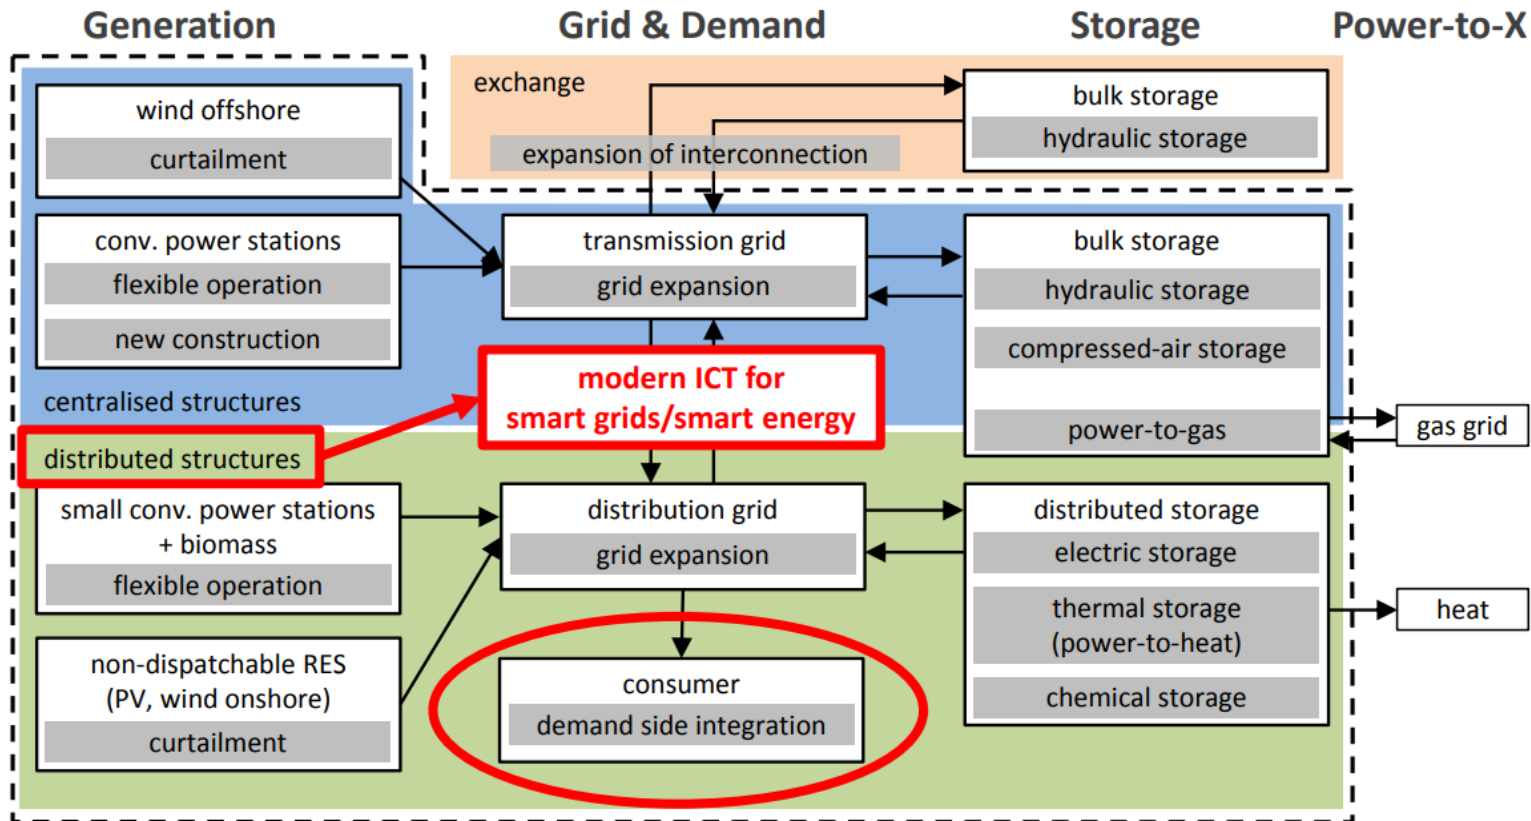 Generation
Grid & Demand
Storage
Power-to-X
exchange
expansion of interconnection
bulk storage
hydraulic storage
wind offshore
curtailment
conv. power stations
flexible operation
new construction
centralised structures
transmission grid
grid expansion
bulk storage
hydraulic storage
compressed-air storage
power-to-gas
gas grid
modern ICT for
smart grids/smart energy
distributed structures
small conv. power stations
+ biomass
flexible operation
non-dispatchable RES
(PV, wind onshore)
curtailment
distribution grid
grid expansion
consumer
demand side integration
distributed storage
electric storage
thermal storage
(power-to-heat)
chemical storage
heat